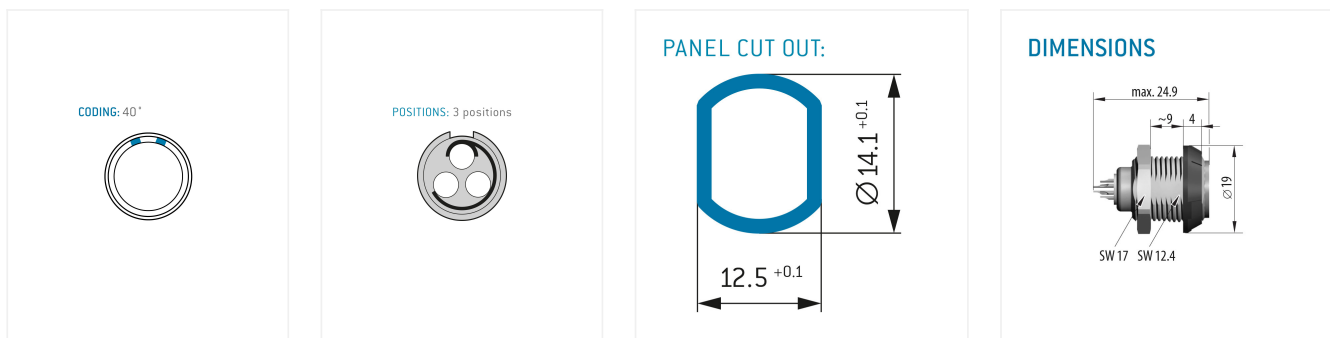 CODING: 40°
POSITIONS: 3 positions
PANEL CUT OUT:
Ø14.1 +0.1
12.5 +0.1
DIMENSIONS
max. 24.9
~9
4
Ø19
SW 17
SW 12.4